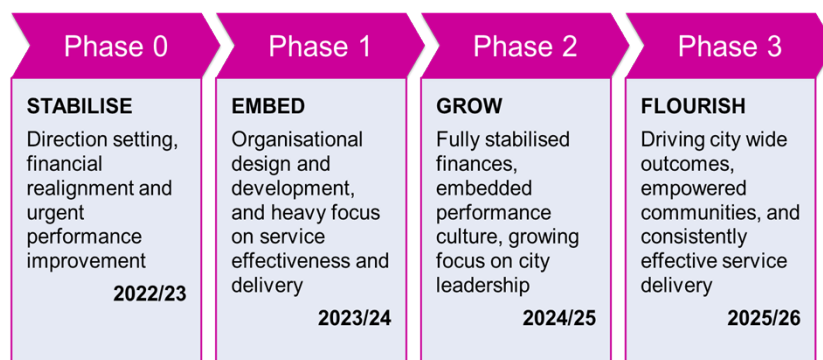 Phase 0
STABILISE
Direction setting,
financial
realignment and
urgent
performance
improvement
2022/23
Phase 1
EMBED
Organisational
design and
development,
and heavy focus
on service
effectiveness and
delivery
2023/24
Phase 2
GROW
Fully stabilised
finances,
embedded
performance
culture, growing
focus on city
leadership
2024/25
Phase 3
FLOURISH
Driving city wide
outcomes,
empowered
communities, and
consistently
effective service
delivery
2025/26